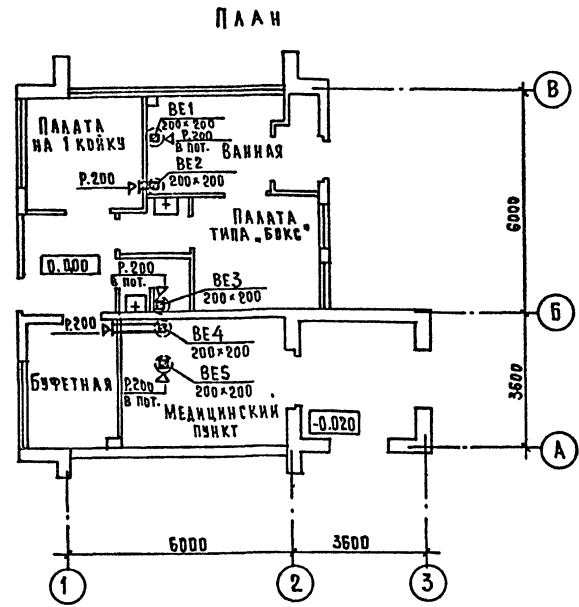 ПЛАН
ПАЛАТА
НА 1 КОЙКУ
ВЕ1
200×200
Р.200
В ПОТ.
ВАННАЯ
ВЕ2
200×200
Р.200
ПАЛАТА
ТИПА „БОКС"
0.000
Р.200
В ПОТ.
ВЕ3
200×200
Р.200
ВЕ4
200×200
БУФЕТНАЯ
ВЕ5
200×200
Р.200
В ПОТ.
МЕДИЦИНСКИЙ
ПУНКТ
-0.020
В
6000
Б
3600
А
6000
3600
1
2
3